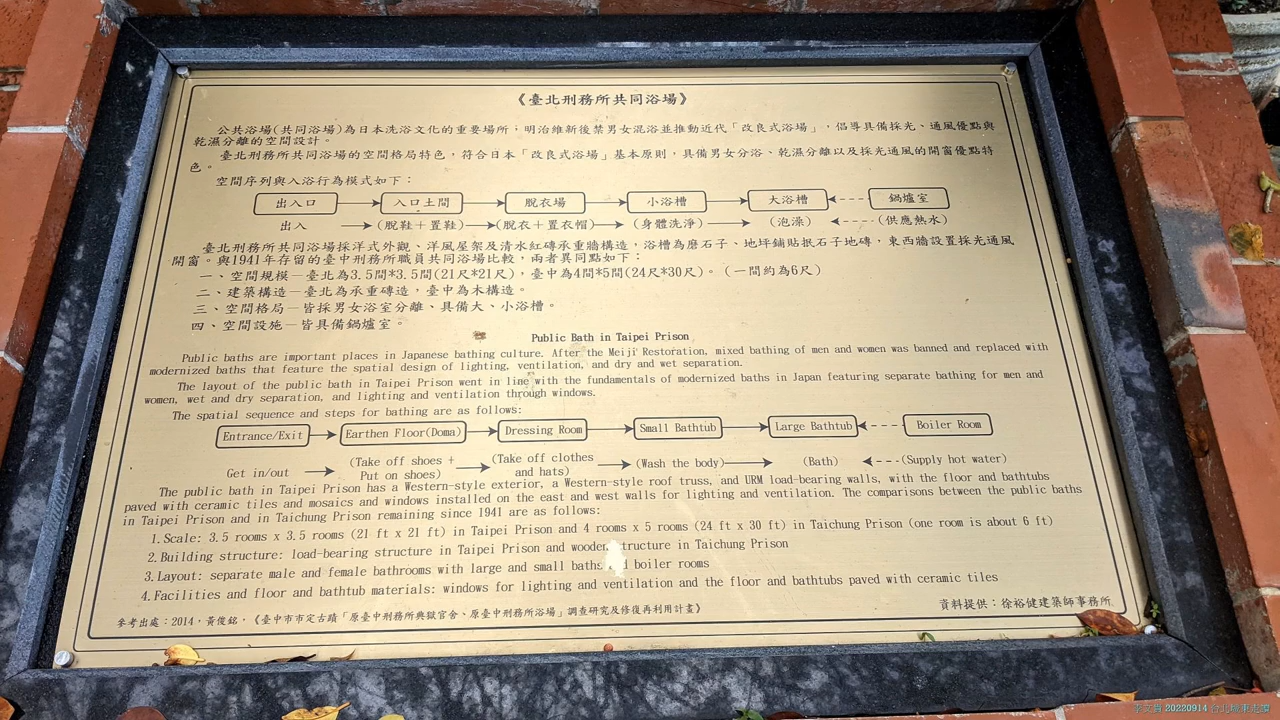 《臺北刑務所共同浴場》
公共浴場(共同浴場)為日本洗浴文化的重要場所，明治維新後禁男女混浴並推動近代「改良式浴場」，倡導具備採光、通風優點與
乾濕分離的空間設計。
臺北刑務所共同浴場的空間格局特色，符合日本「改良式浴場」基本原則，具備男女分浴、乾濕分離以及採光通風的開窗優點特
色。
空間序列與入浴行為模式如下：
出入口 入口土間 脫衣場 小浴槽 大浴槽 鍋爐室
出入 (脫鞋＋置鞋) (脫衣＋置衣帽) (身體洗淨) (泡澡) (供應熱水)
臺北刑務所共同浴場採洋式外觀、洋風屋架及清水紅磚承重牆構造，浴槽為磨石子、地坪鋪貼抿石子地磚，東西牆設置採光通風
開窗。與1941年存留的臺中刑務所職員共同浴場比較，兩者異同點如下：
一、空間規模－臺北為3.5間*3.5間(21尺*21尺)，臺中為4間*5間(24尺*30尺)。（一間約為6尺）
二、建築構造－臺北為承重磚造，臺中為木構造。
三、空間格局－皆採男女浴室分離、具備大、小浴槽。
四、空間設施－皆具備鍋爐室。
Public Bath in Taipei Prison
Public baths are important places in Japanese bathing culture. After the Meiji Restoration, mixed bathing of men and women was banned and replaced with
modernized baths that feature the spatial design of lighting, ventilation, and dry and wet separation.
The layout of the public bath in Taipei Prison went in line with the fundamentals of modernized baths in Japan featuring separate bathing for men and
women, wet and dry separation, and lighting and ventilation through windows.
The spatial sequence and steps for bathing are as follows:
Entrance/Exit Earthen Floor(Doma) Dressing Room Small Bathtub Large Bathtub Boiler Room
Get in/out (Take off shoes + Put on shoes) (Take off clothes and hats) (Wash the body) (Bath) (Supply hot water)
The public bath in Taipei Prison has a Western-style exterior, a Western-style roof truss, and URM load-bearing walls, with the floor and bathtubs
paved with ceramic tiles and mosaics and windows installed on the east and west walls for lighting and ventilation. The comparisons between the public baths
in Taipei Prison and in Taichung Prison remaining since 1941 are as follows:
1. Scale: 3.5 rooms x 3.5 rooms (21 ft x 21 ft) in Taipei Prison and 4 rooms x 5 rooms (24 ft x 30 ft) in Taichung Prison (one room is about 6 ft)
2. Building structure: load-bearing structure in Taipei Prison and wooden structure in Taichung Prison
3. Layout: separate male and female bathrooms with large and small baths and boiler rooms
4. Facilities and floor and bathtub materials: windows for lighting and ventilation and the floor and bathtubs paved with ceramic tiles
資料提供：徐裕健建築師事務所
參考出處：2014，黃俊銘，《臺中市市定古蹟「原臺中刑務所典獄官舍、原臺中刑務所浴場」調查研究及修復再利用計畫》
李文貴 20220914 台北機車老讚